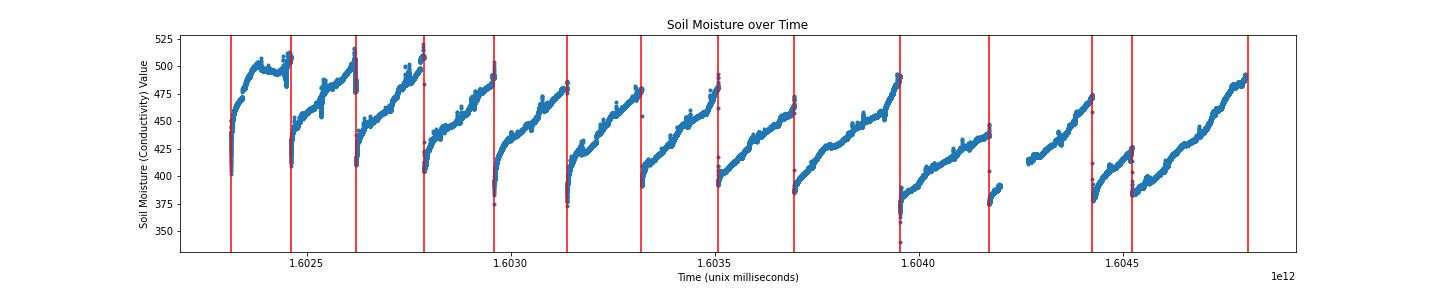 Soil Moisture over Time
Soil Moisture (Conductivity) Value
525
500
475
450
425
400
375
350
1.6025 1.6030 1.6035 1.6040 1.6045
1e12
Time (unix milliseconds)